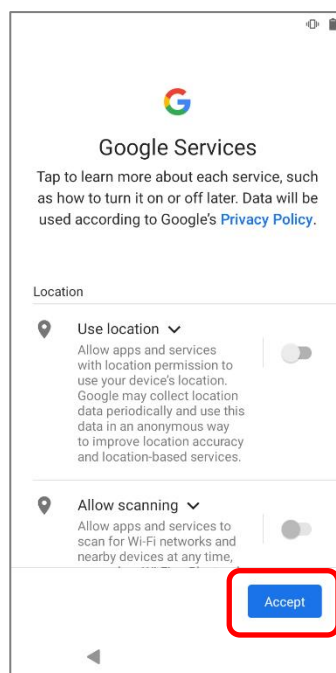 Google Services
Tap to learn more about each service, such
as how to turn it on or off later. Data will be
used according to Google's Privacy Policy.
Location
Use location
Allow apps and services
with location permission to
use your device's location.
Google may collect location
data periodically and use this
data in an anonymous way
to improve location accuracy
and location-based services.
Allow scanning
Allow apps and services to
scan for Wi-Fi networks and
nearby devices at any time,
Accept